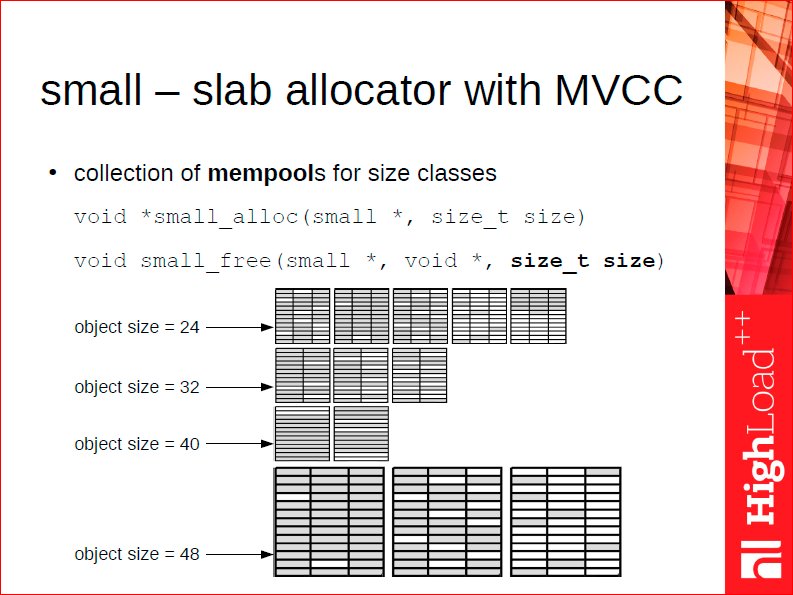 small – slab allocator with MVCC
• collection of mempools for size classes
void *small_alloc(small *, size_t size)
void small_free(small *, void *, size_t size)
object size = 24
object size = 32
object size = 40
object size = 48
HighLoad++